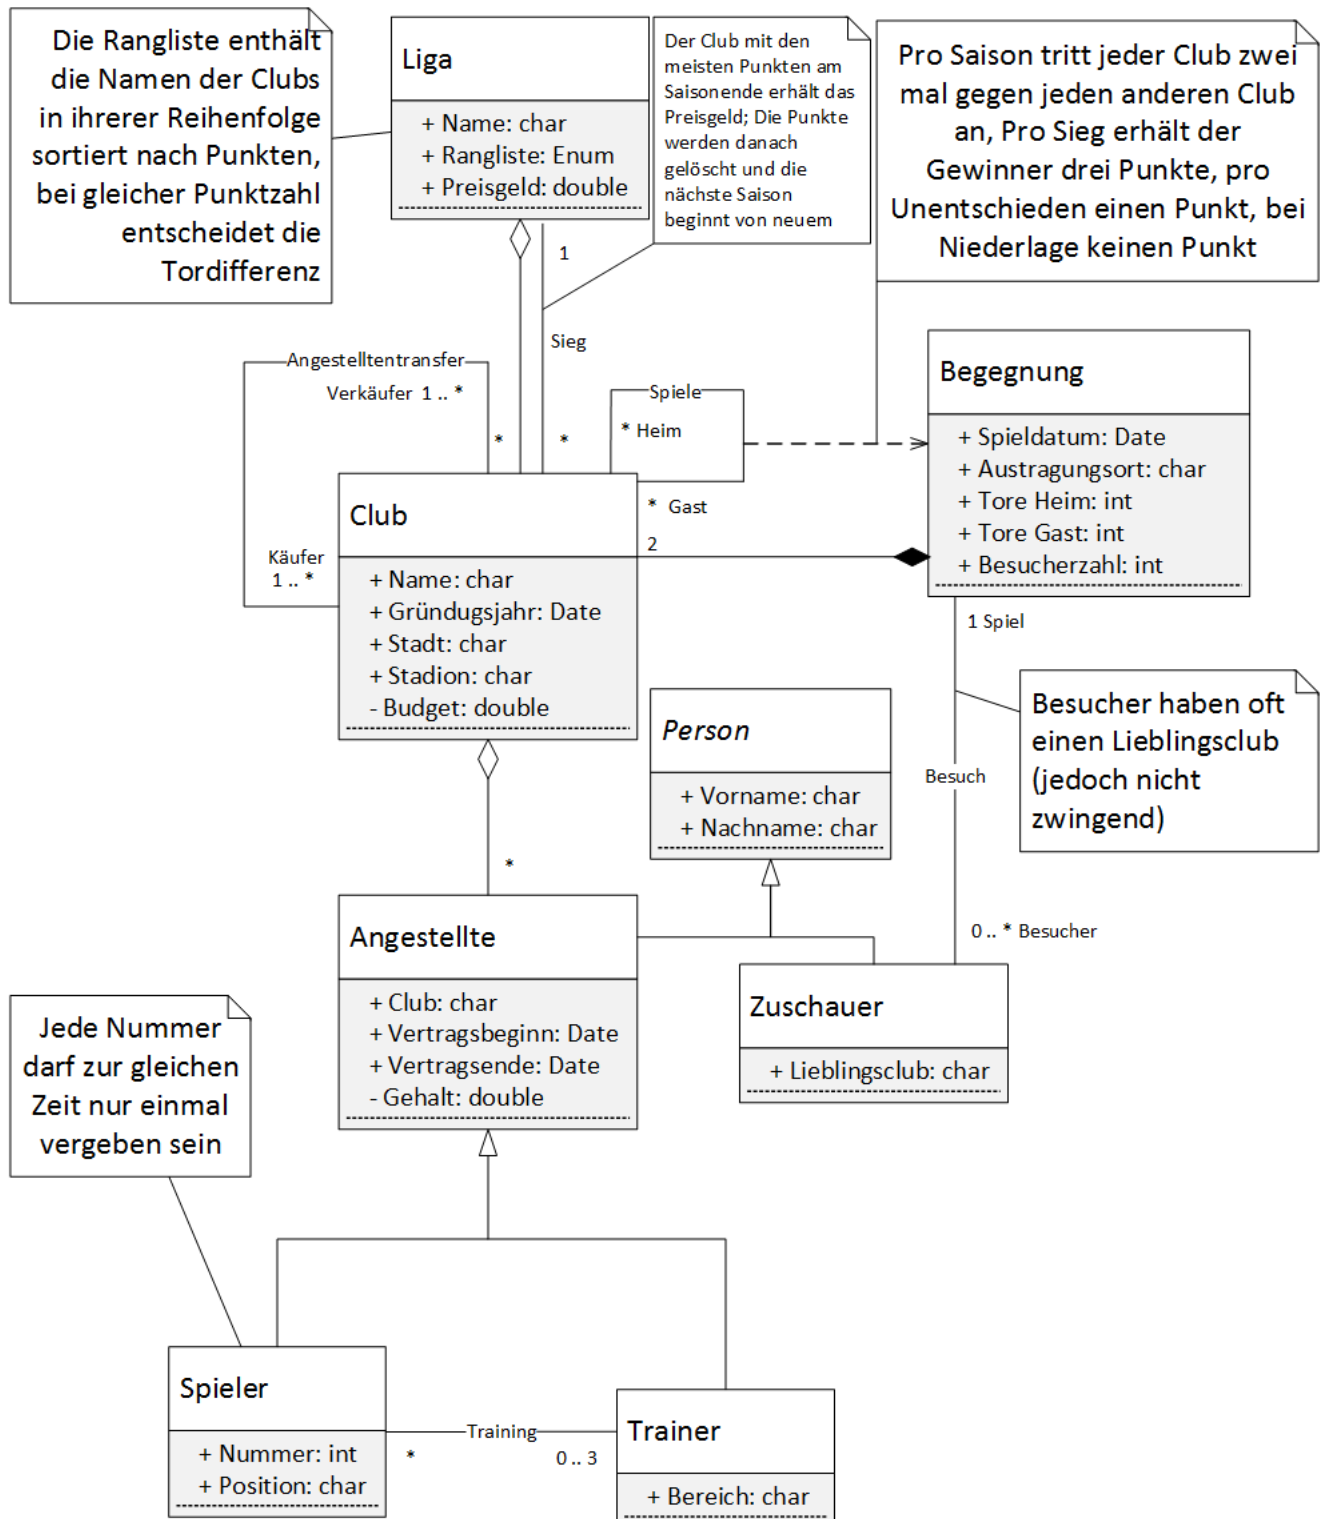 Die Rangliste enthält
die Namen der Clubs
in ihrerer Reihenfolge
sortiert nach Punkten,
bei gleicher Punktzahl
entscheidet die
Tordifferenz
Liga
+ Name: char
+ Rangliste: Enum
+ Preisgeld: double
Der Club mit den
meisten Punkten am
Saisonende erhält das
Preisgeld; Die Punkte
werden danach
gelöscht und die
nächste Saison
beginnt von neuem
Pro Saison tritt jeder Club zwei
mal gegen jeden anderen Club
an, Pro Sieg erhält der
Gewinner drei Punkte, pro
Unentschieden einen Punkt, bei
Niederlage keinen Punkt
1
Sieg
*
*
Angestelltentransfer
Verkäufer 1 .. *
Käufer
1 .. *
Spiele
* Heim
* Gast
2
Begegnung
+ Spieldatum: Date
+ Austragungsort: char
+ Tore Heim: int
+ Tore Gast: int
+ Besucherzahl: int
Club
+ Name: char
+ Gründugsjahr: Date
+ Stadt: char
+ Stadion: char
- Budget: double
1 Spiel
Besuch
0 .. * Besucher
Besucher haben oft
einen Lieblingsclub
(jedoch nicht
zwingend)
Person
+ Vorname: char
+ Nachname: char
*
Angestellte
+ Club: char
+ Vertragsbeginn: Date
+ Vertragsende: Date
- Gehalt: double
Zuschauer
+ Lieblingsclub: char
Jede Nummer
darf zur gleichen
Zeit nur einmal
vergeben sein
Spieler
+ Nummer: int
+ Position: char
Training
*
0 .. 3
Trainer
+ Bereich: char